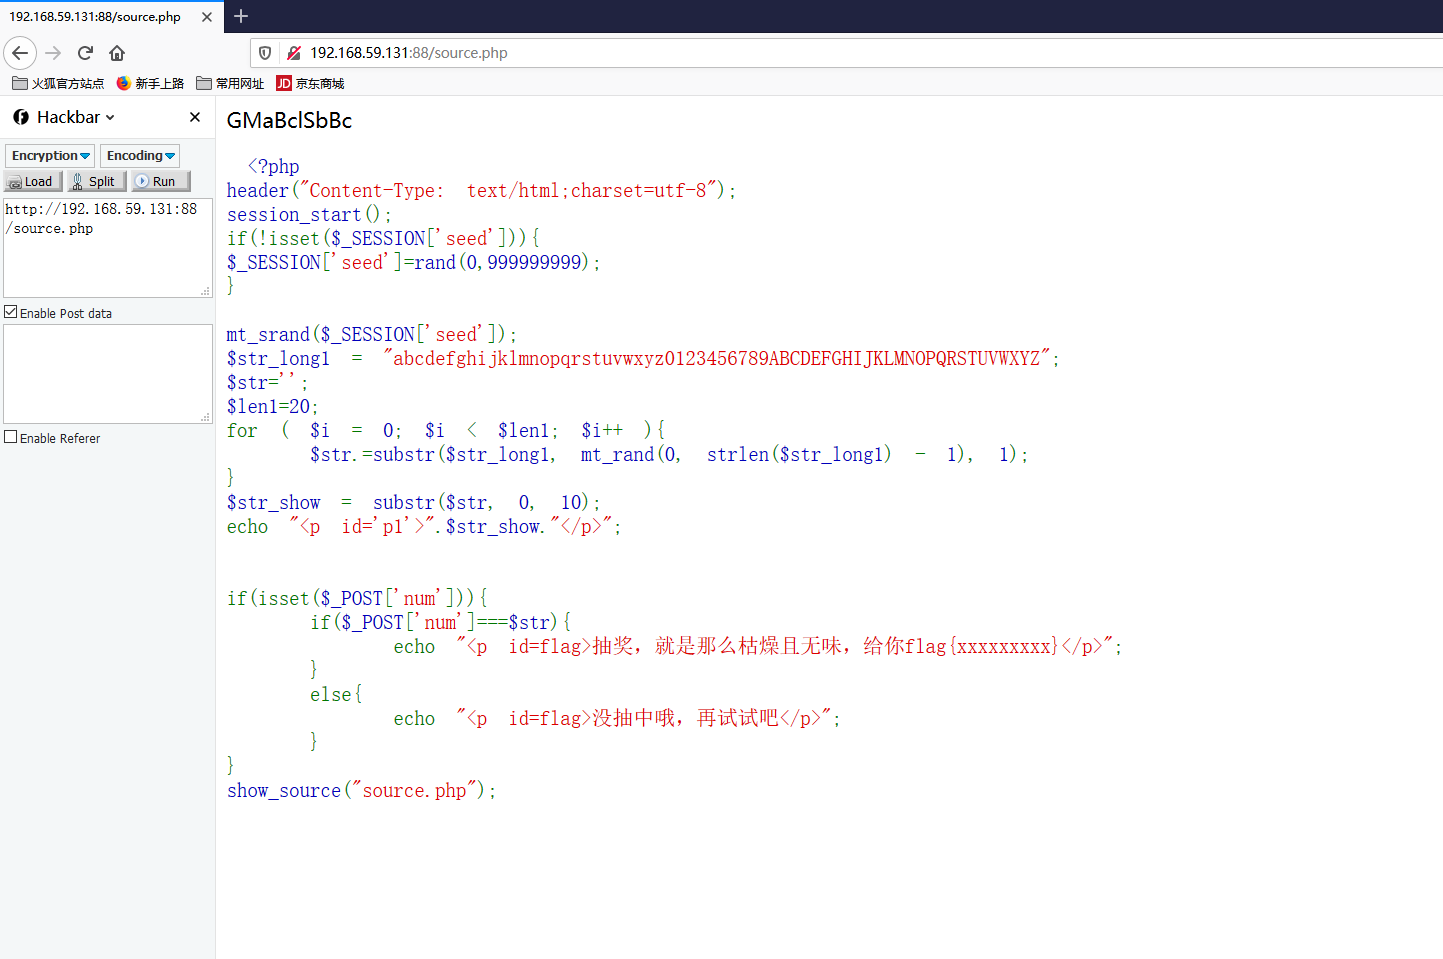 192.168.59.131:88/source.php
192.168.59.131:88/source.php
火狐官方站点 新手上路 常用网址 JD 京东商城
Hackbar
Encryption Encoding
Load Split Run
http://192.168.59.131:88
/source.php
Enable Post data
Enable Referer
GMaBclSbBc
<?php
header("Content-Type: text/html;charset=utf-8");
session_start();
if(!isset($_SESSION['seed'])){
$_SESSION['seed']=rand(0,999999999);
}
mt_srand($_SESSION['seed']);
$str_long1 = "abcdefghijklmnopqrstuvwxyz0123456789ABCDEFGHIJKLMNOPQRSTUVWXYZ";
$str='';
$len1=20;
for ( $i = 0; $i < $len1; $i++ ){
$str.=substr($str_long1, mt_rand(0, strlen($str_long1) - 1), 1);
}
$str_show = substr($str, 0, 10);
echo "<p id='p1'>".$str_show."</p>";
if(isset($_POST['num'])){
if($_POST['num']===$str){
echo "<p id=flag>抽奖，就是那么枯燥且无味，给你flag{xxxxxxxxx}</p>";
}
else{
echo "<p id=flag>没抽中哦，再试试吧</p>";
}
}
show_source("source.php");